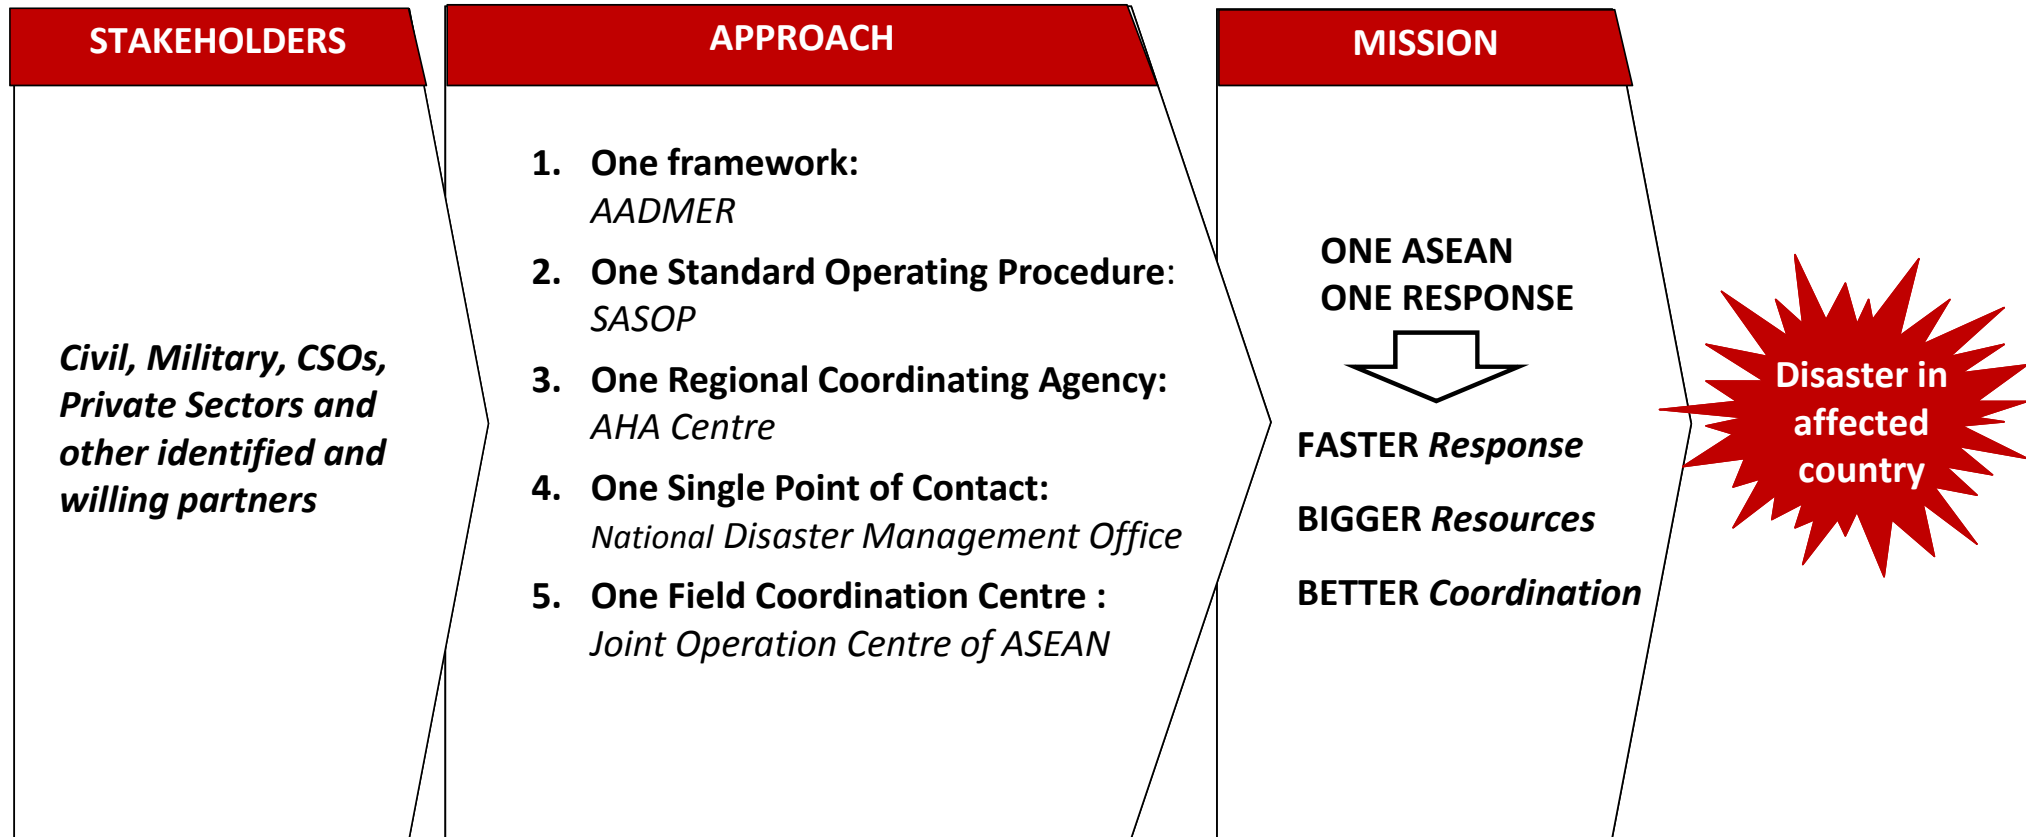 STAKEHOLDERS
Civil, Military, CSOs,
Private Sectors and
other identified and
willing partners
APPROACH
1. One framework:
AADMER
2. One Standard Operating Procedure:
SASOP
3. One Regional Coordinating Agency:
AHA Centre
4. One Single Point of Contact:
National Disaster Management Office
5. One Field Coordination Centre :
Joint Operation Centre of ASEAN
MISSION
ONE ASEAN
ONE RESPONSE
FASTER Response
BIGGER Resources
BETTER Coordination
Disaster in
affected
country